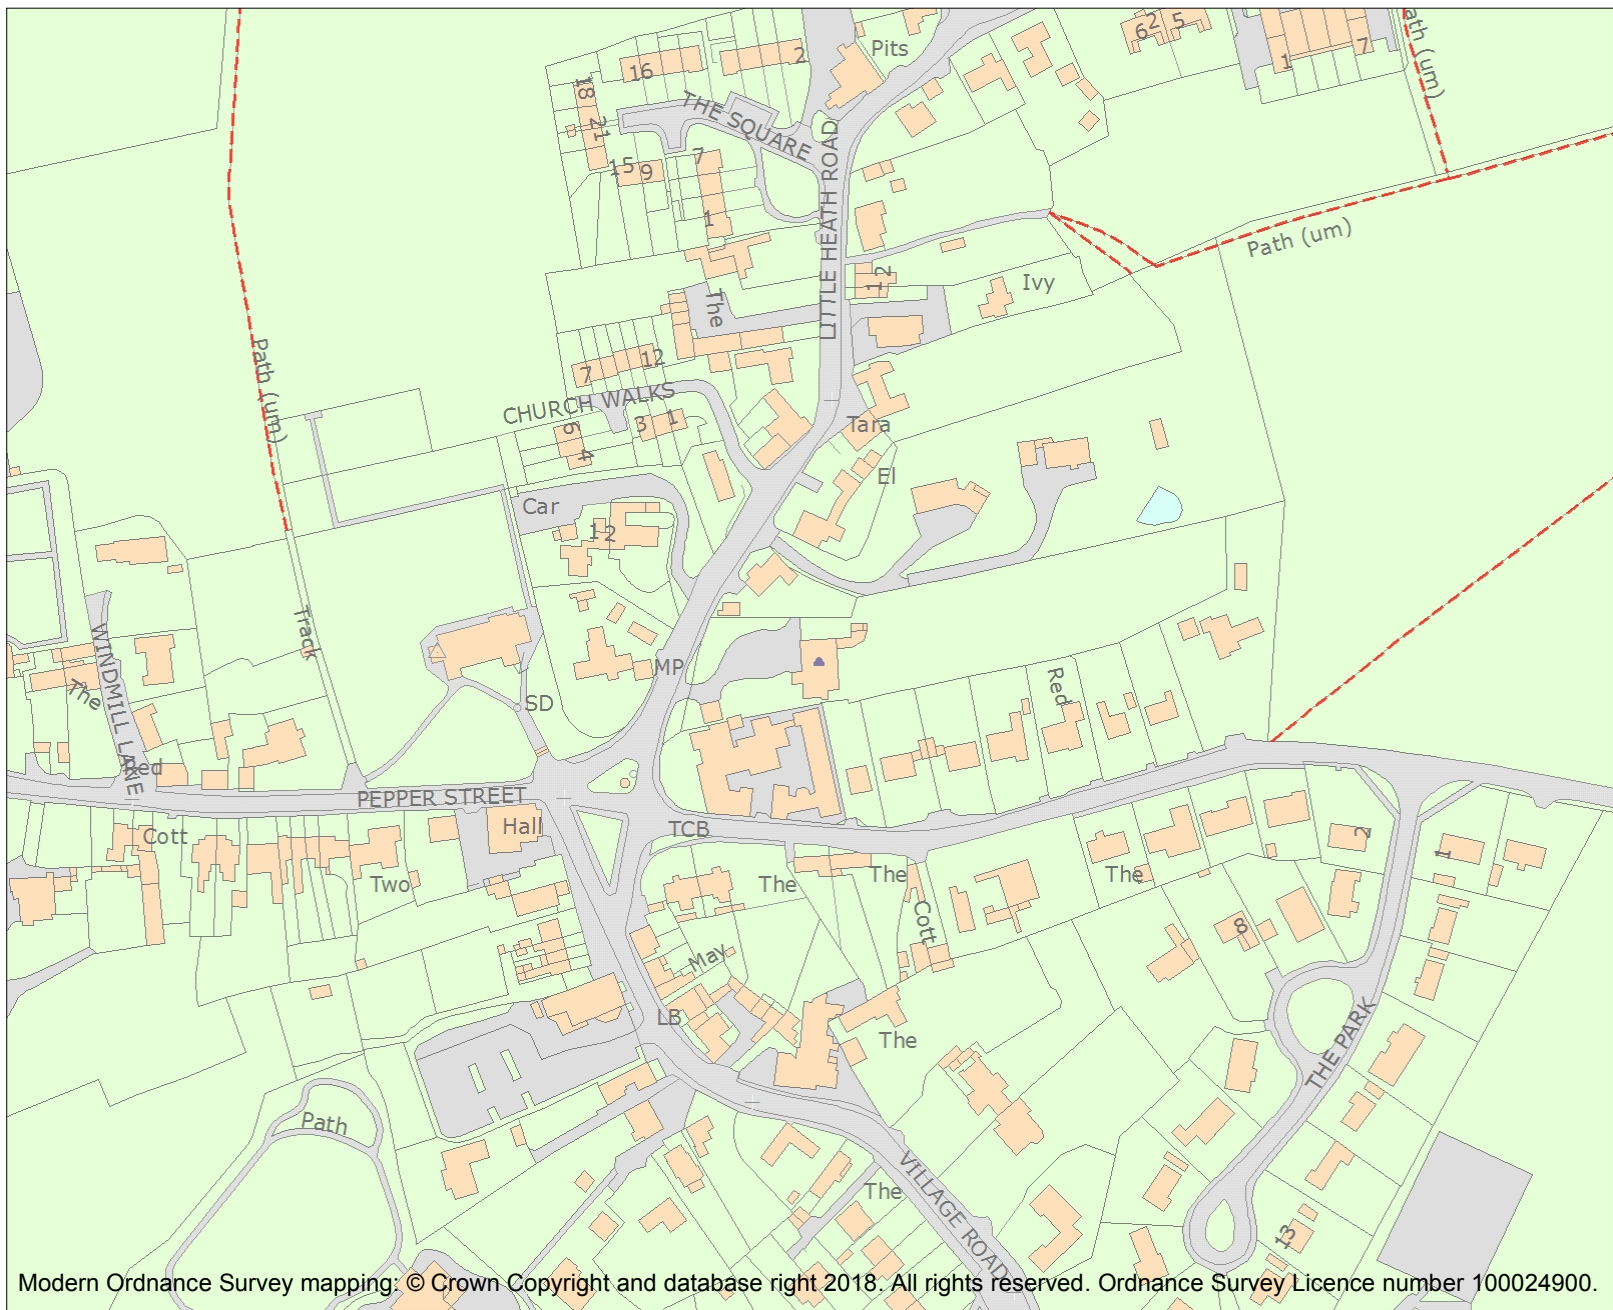 Pits
6
2
5
1
7
Path (um)
16
2
18
21
THE SQUARE
15
9
7
1
LITTLE HEATH ROAD
Path (um)
1
2
Ivy
The
Path (um)
7
12
CHURCH WALKS
3
1
6
4
Tara
El
Car
1
2
Track
WINDMILL LANE
The
MP
SD
Red
Red
PEPPER STREET
Hall
TCB
Cott
Two
The
The
Cott
The
2
1
8
May
LB
The
THE PARK
Path
The
VILLAGE ROAD
13
Modern Ordnance Survey mapping: © Crown Copyright and database right 2018. All rights reserved. Ordnance Survey Licence number 100024900.